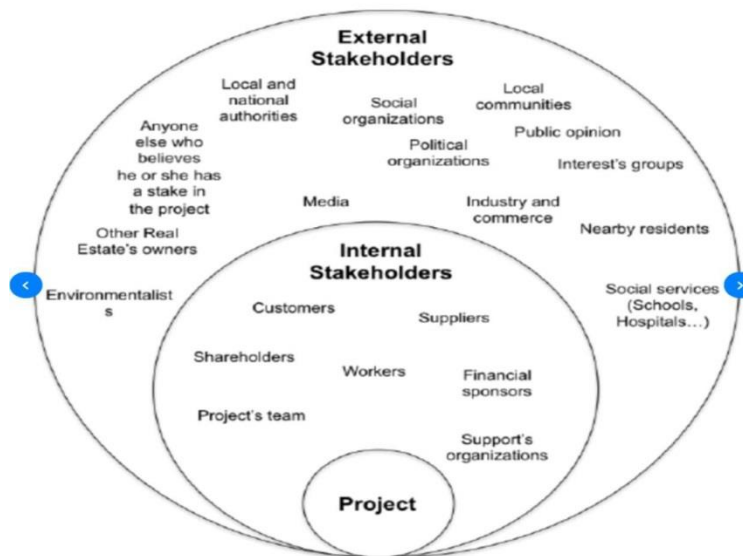 External
Stakeholders
Local and
national
authorities
Social
organizations
Local
communities
Anyone
else who
believes
he or she has
a stake in
the project
Political
organizations
Public opinion
Interest's groups
Media
Industry and
commerce
Nearby residents
Other Real
Estate's owners
Environmentalist
s
Social services
(Schools,
Hospitals...)
Internal
Stakeholders
Customers
Suppliers
Shareholders
Workers
Financial
sponsors
Project's team
Support's
organizations
Project